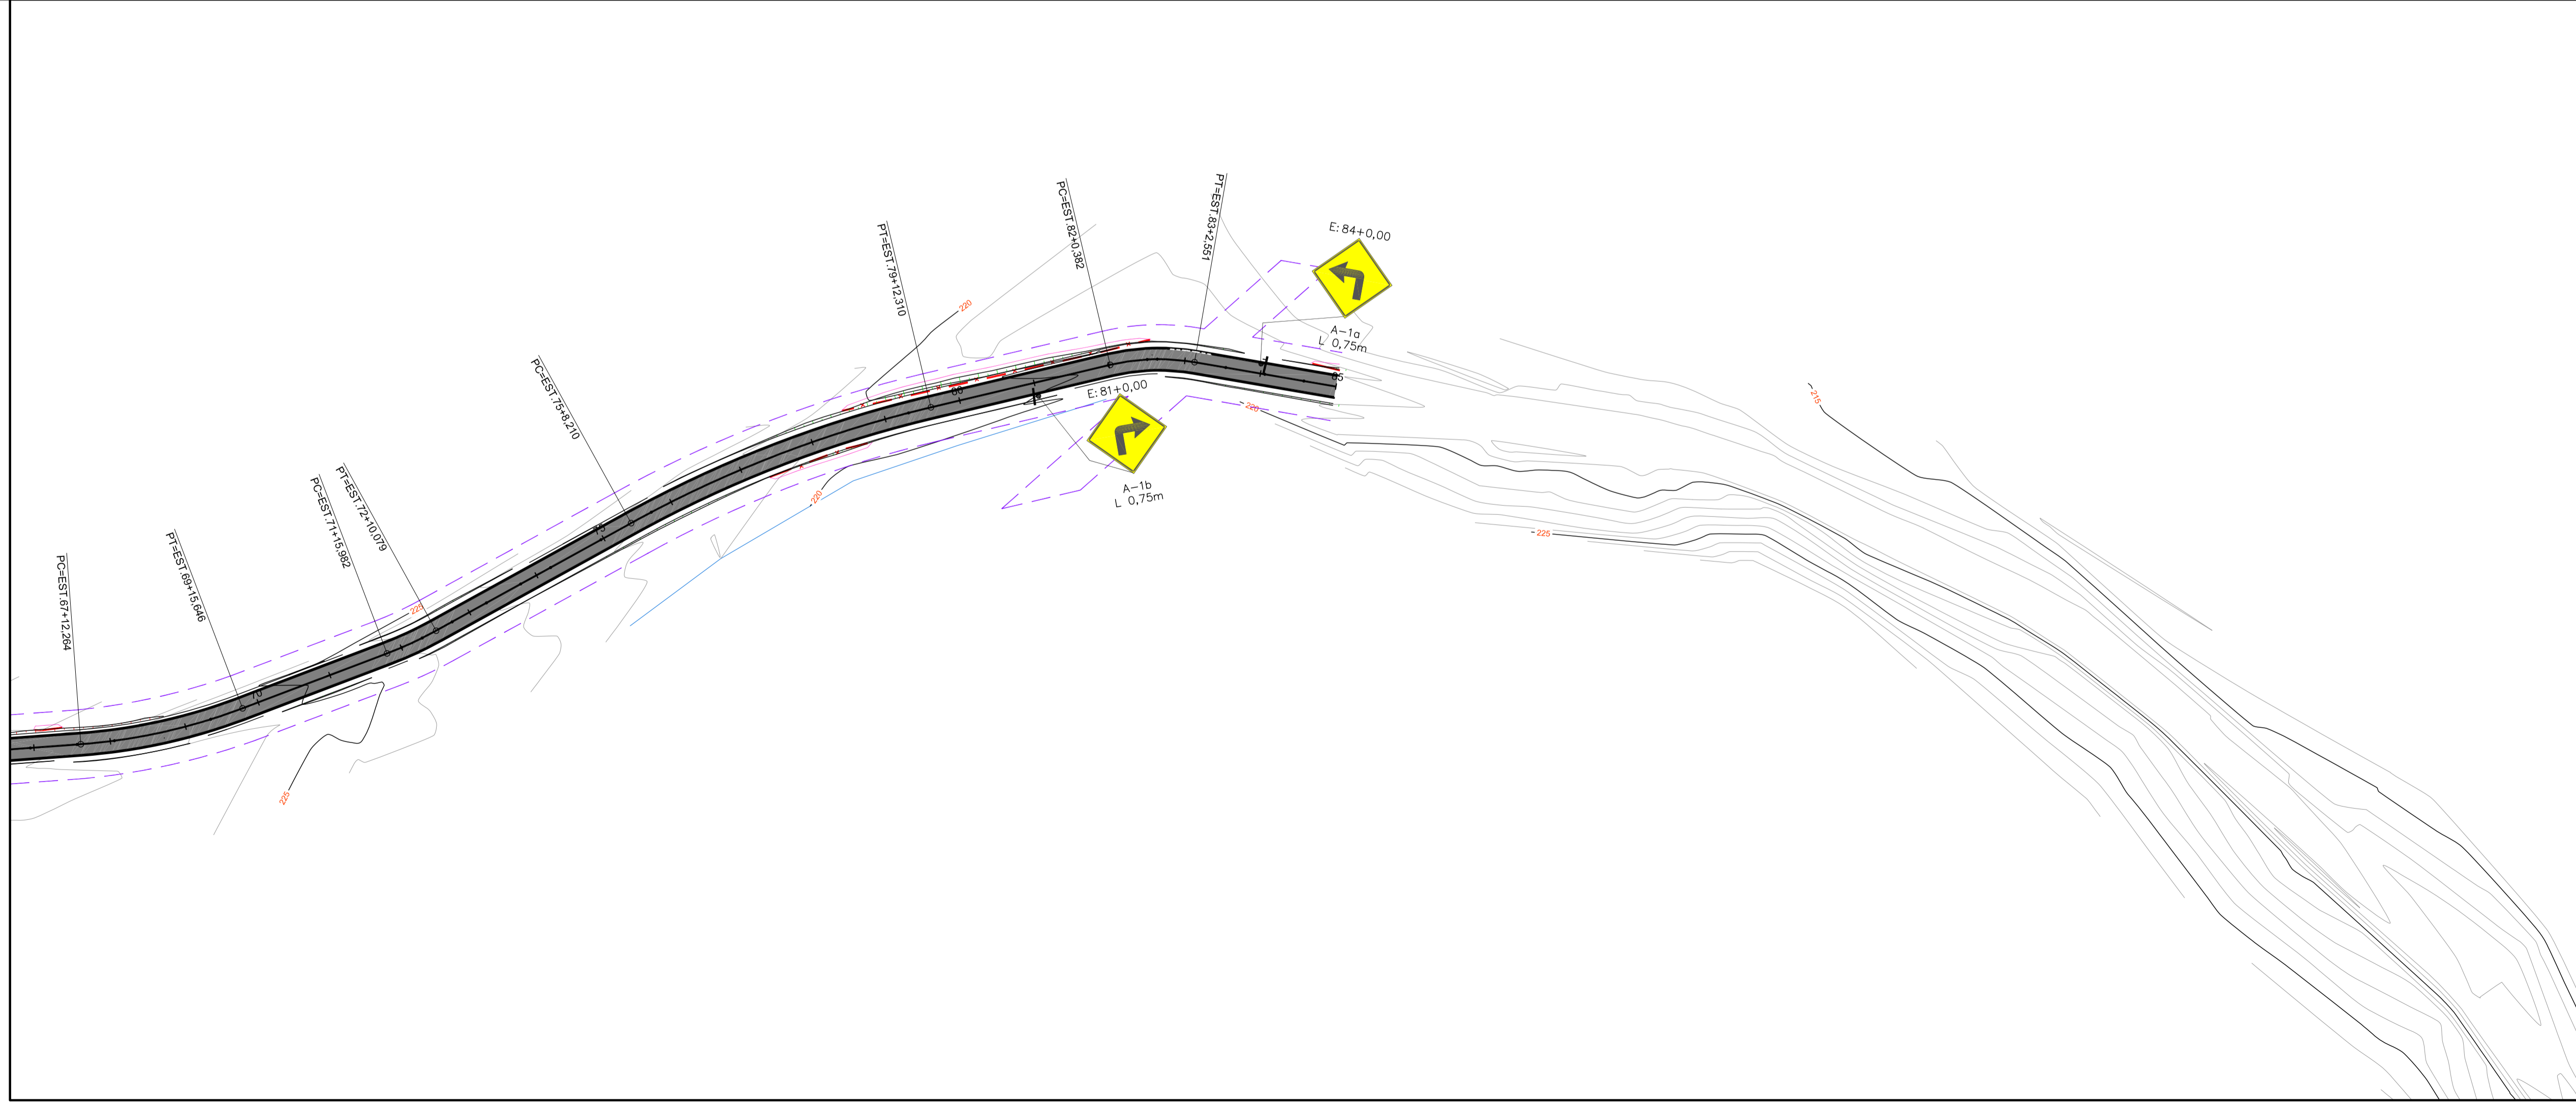 PC=EST.67+12,264
PT=EST.69+15,646
PC=EST.71+15,982
PT=EST.72+10,079
PC=EST.75+8,210
PT=EST.79+12,310
PC=EST.82+0,382
PT=EST.83+2,551
E: 84+0,00
A-1a
L 0,75m
E: 81+0,00
A-1b
L 0,75m
220
80
85
220
215
220
225
225
225